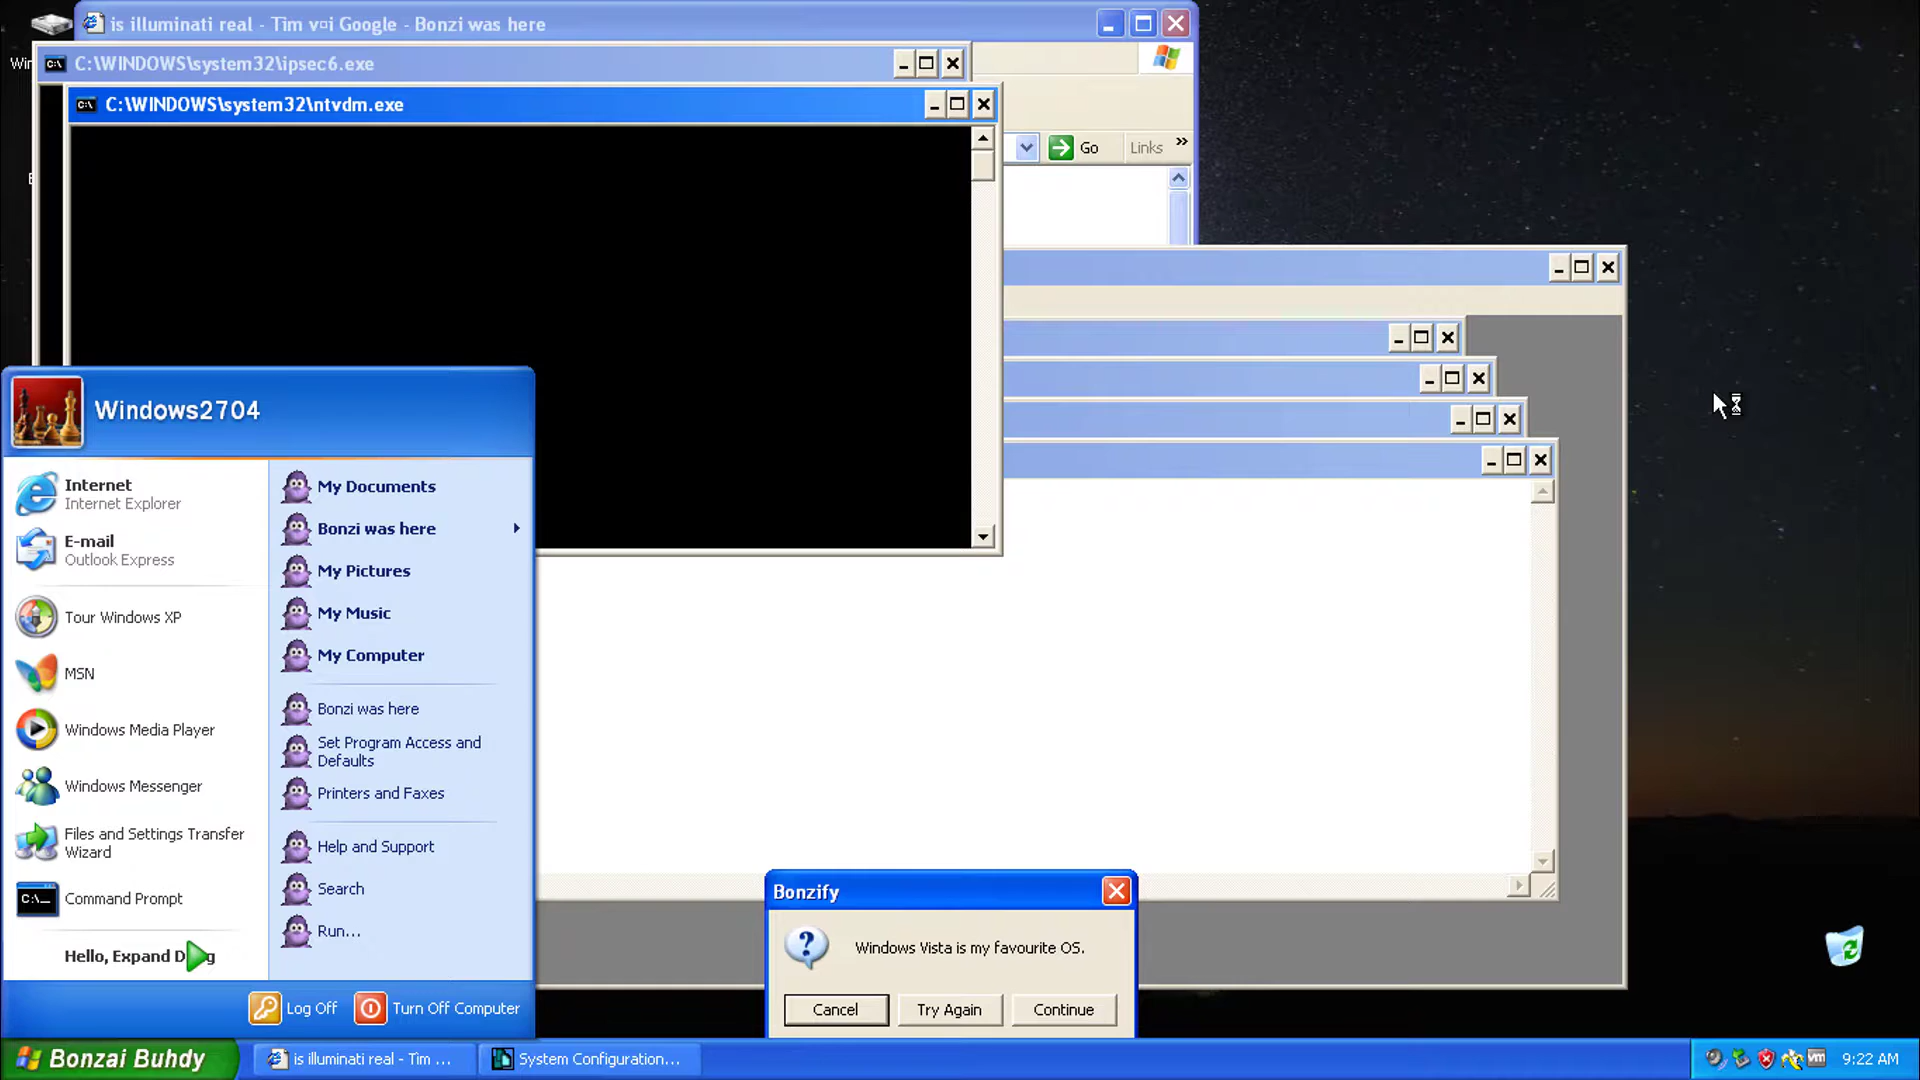 is illuminati real - Tìm v¤i Google - Bonzi was here
C:\WINDOWS\system32\ipsec6.exe
C:\WINDOWS\system32\ntvdm.exe
Go
Links
Windows2704
Internet
Internet Explorer
E-mail
Outlook Express
Tour Windows XP
MSN
Windows Media Player
Windows Messenger
Files and Settings Transfer
Wizard
Command Prompt
Hello, Expand
My Documents
Bonzi was here
My Pictures
My Music
My Computer
Bonzi was here
Set Program Access and
Defaults
Printers and Faxes
Help and Support
Search
Run...
Log Off
Turn Off Computer
Bonzify
Windows Vista is my favourite OS.
Cancel
Try Again
Continue
Bonzai Buhdy
is illuminati real - Tìm ...
System Configuration...
9:22 AM